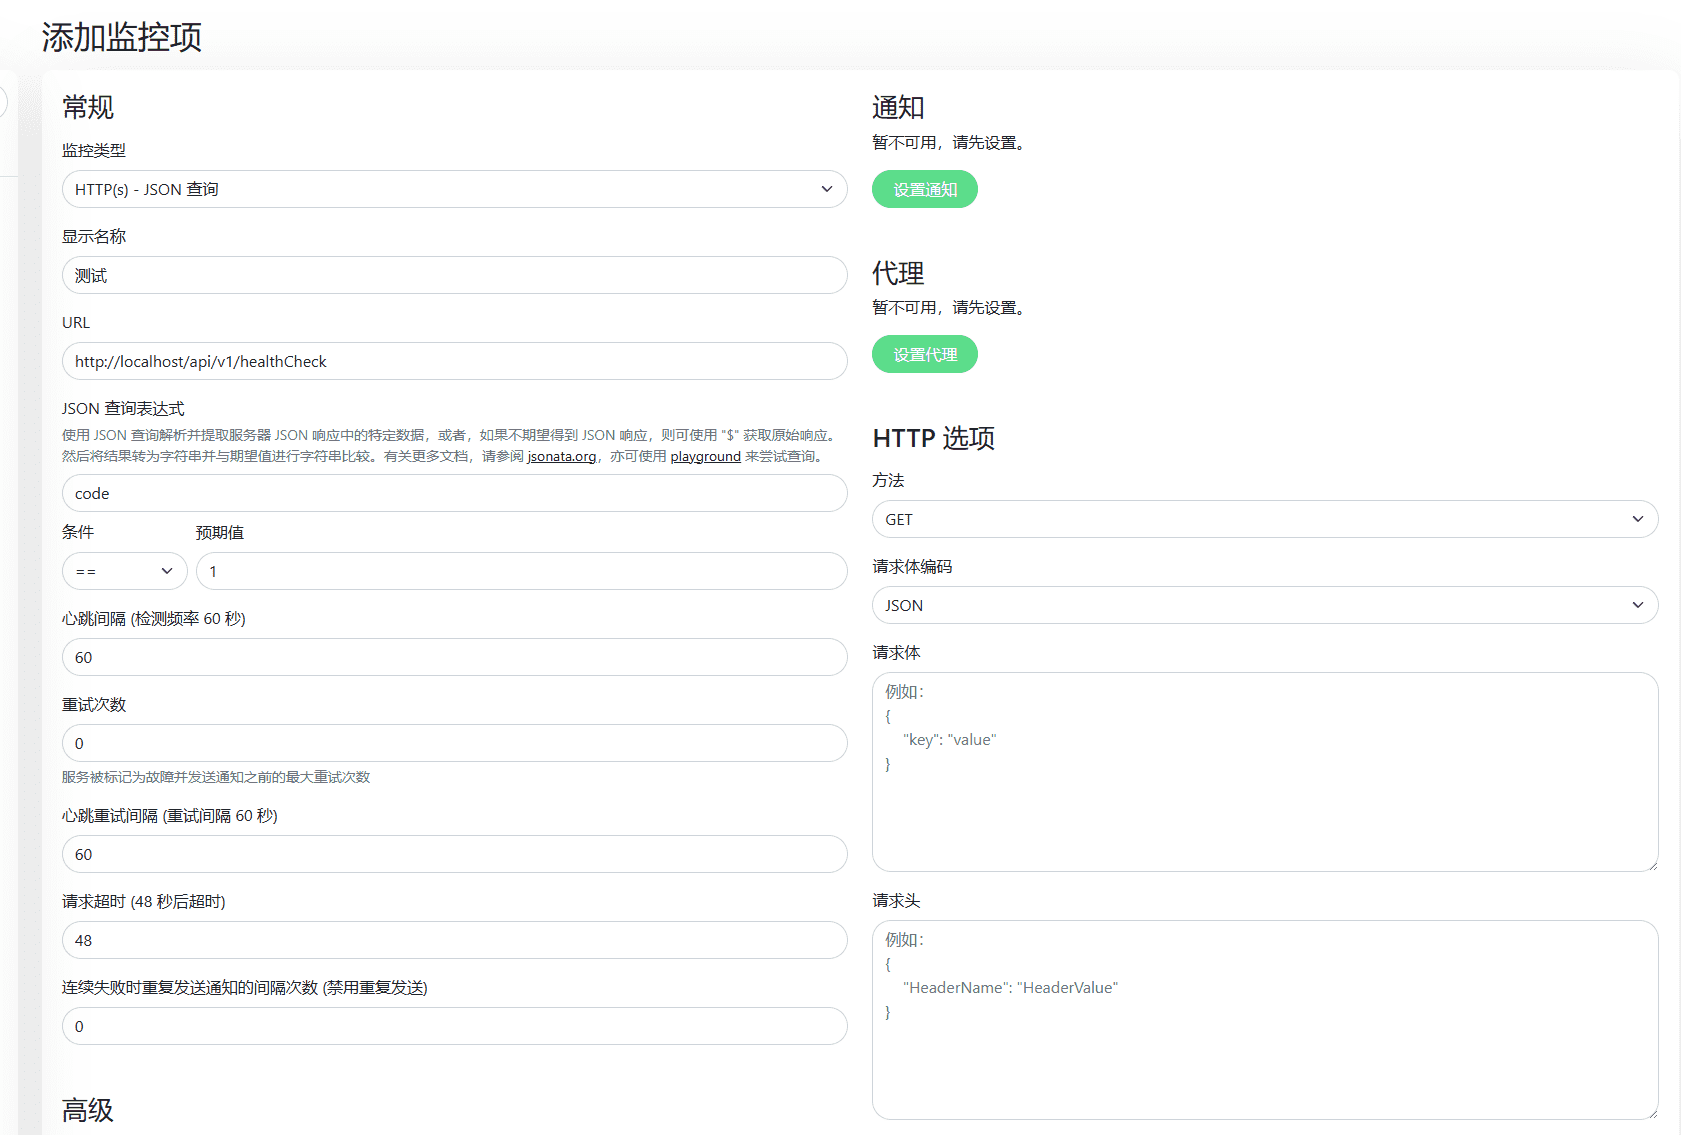 添加监控项
常规
监控类型
HTTP(s) - JSON 查询
显示名称
测试
URL
http://localhost/api/v1/healthCheck
JSON 查询表达式
使用 JSON 查询解析并提取服务器 JSON 响应中的特定数据，或者，如果不期望得到 JSON 响应，则可使用 "$" 获取原始响应。
然后将结果转为字符串并与期望值进行字符串比较。有关更多文档，请参阅 jsonata.org，亦可使用 playground 来尝试查询。
code
条件 预期值
== 1
心跳间隔 (检测频率 60 秒)
60
重试次数
0
服务被标记为故障并发送通知之前的最大重试次数
心跳重试间隔 (重试间隔 60 秒)
60
请求超时 (48 秒后超时)
48
连续失败时重复发送通知的间隔次数 (禁用重复发送)
0
高级
通知
暂不可用，请先设置。
设置通知
代理
暂不可用，请先设置。
设置代理
HTTP 选项
方法
GET
请求体编码
JSON
请求体
例如：
{
"key": "value"
}
请求头
例如：
{
"HeaderName": "HeaderValue"
}